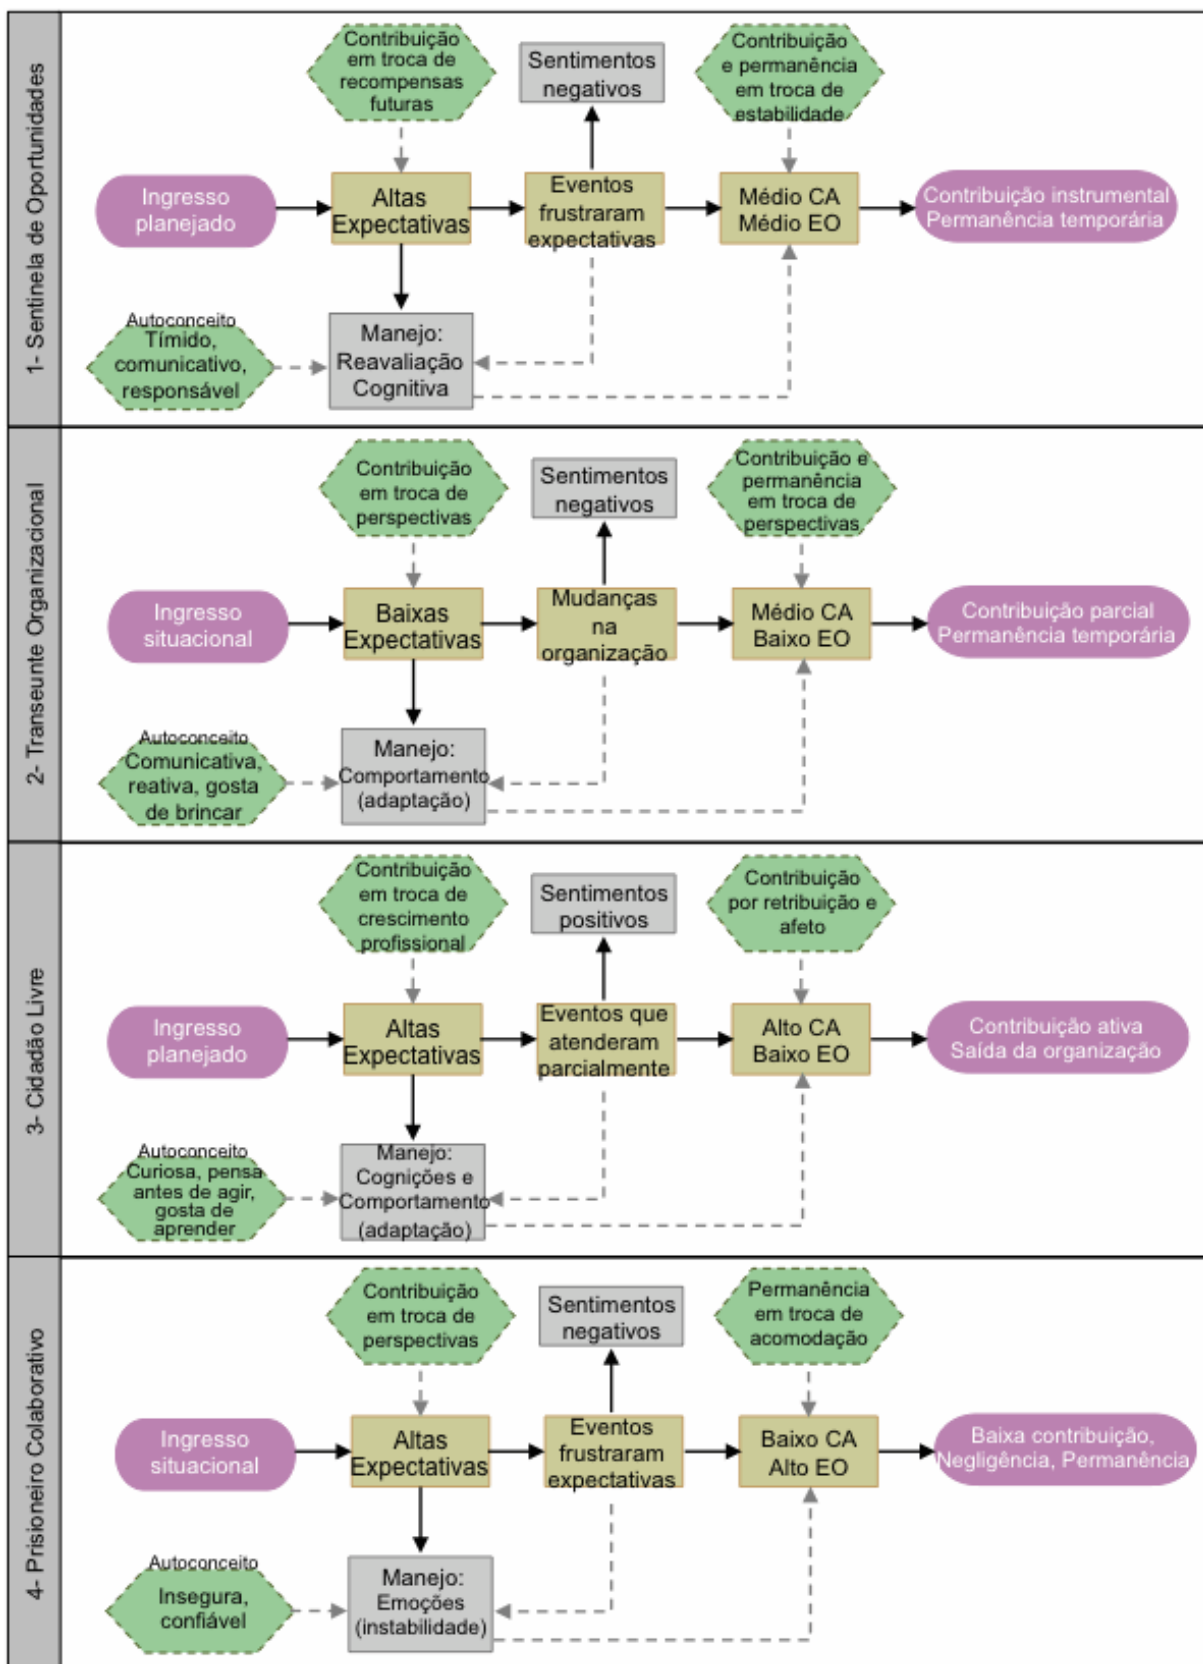 1- Sentinela de Oportunidades
Contribuição
em troca de
recompensas
futuras
Sentimentos
negativos
Contribuição
e permanência
em troca de
estabilidade
Ingresso
planejado
Altas
Expectativas
Eventos
frustraram
expectativas
Médio CA
Médio EO
Contribuição instrumental
Permanência temporária
Autoconceito
Tímido,
comunicativo,
responsável
Manejo:
Reavaliação
Cognitiva
2- Transeunte Organizacional
Contribuição
em troca de
perspectivas
Sentimentos
negativos
Contribuição e
permanência
em troca de
perspectivas
Ingresso
situacional
Baixas
Expectativas
Mudanças
na
organização
Médio CA
Baixo EO
Contribuição parcial
Permanência temporária
Autoconceito
Comunicativa,
reativa, gosta
de brincar
Manejo:
Comportamento
(adaptação)
3- Cidadão Livre
Contribuição
em troca de
crescimento
profissional
Sentimentos
positivos
Contribuição
por retribuição e
afeto
Ingresso
planejado
Altas
Expectativas
Eventos que
atenderam
parcialmente
Alto CA
Baixo EO
Contribuição ativa
Saída da organização
Autoconceito
Curiosa, pensa
antes de agir,
gosta de
aprender
Manejo:
Cognições e
Comportamento
(adaptação)
4- Prisioneiro Colaborativo
Contribuição
em troca de
perspectivas
Sentimentos
negativos
Permanência
em troca de
acomodação
Ingresso
situacional
Altas
Expectativas
Eventos
frustraram
expectativas
Baixo CA
Alto EO
Baixa contribuição,
Negligência, Permanência
Autoconceito
Insegura,
confiável
Manejo:
Emoções
(instabilidade)